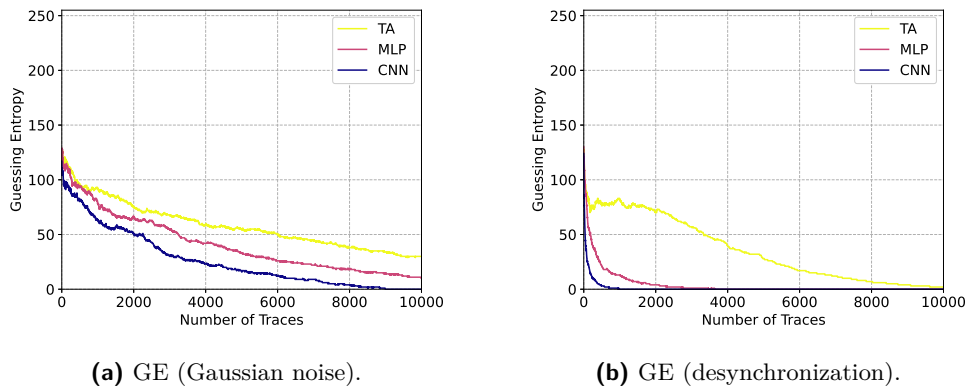 250
200
150
100
50
0
Guessing Entropy
0 2000 4000 6000 8000 10000
Number of Traces
TA
MLP
CNN
(a) GE (Gaussian noise).
250
200
150
100
50
0
Guessing Entropy
0 2000 4000 6000 8000 10000
Number of Traces
TA
MLP
CNN
(b) GE (desynchronization).